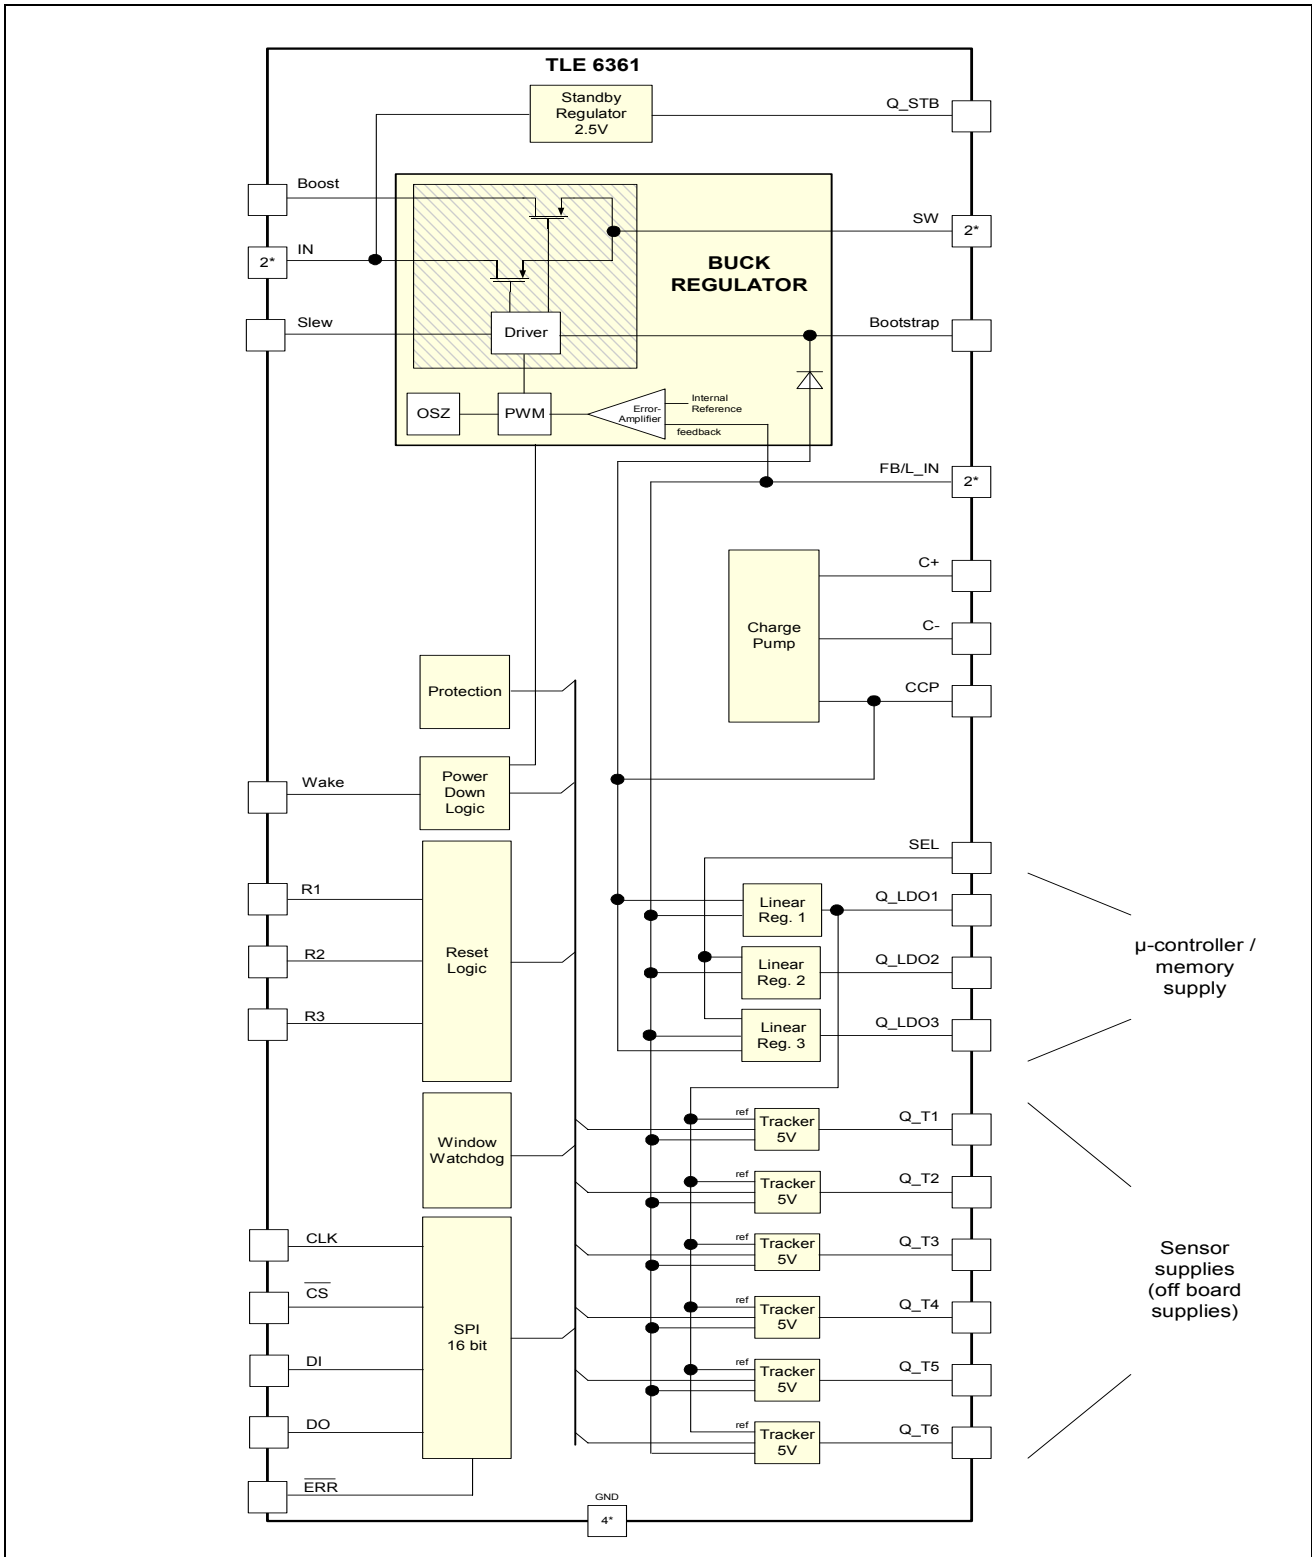 TLE 6361
Standby
Regulator
2.5V
Q_STB
Boost
SW
2*
IN
2*
BUCK
REGULATOR
Slew
Driver
Bootstrap
OSZ
PWM
Error-
Amplifier
Internal
Reference
feedback
FB/L_IN
2*
C+
Charge
Pump
C-
CCP
Protection
Wake
Power
Down
Logic
SEL
R1
R2
R3
Reset
Logic
Linear
Reg. 1
Q_LDO1
Linear
Reg. 2
Q_LDO2
Linear
Reg. 3
Q_LDO3
µ-controller /
memory
supply
Window
Watchdog
ref
Tracker
5V
Q_T1
ref
Tracker
5V
Q_T2
ref
Tracker
5V
Q_T3
ref
Tracker
5V
Q_T4
ref
Tracker
5V
Q_T5
ref
Tracker
5V
Q_T6
Sensor
supplies
(off board
supplies)
CLK
CS
DI
DO
ERR
SPI
16 bit
GND
4*